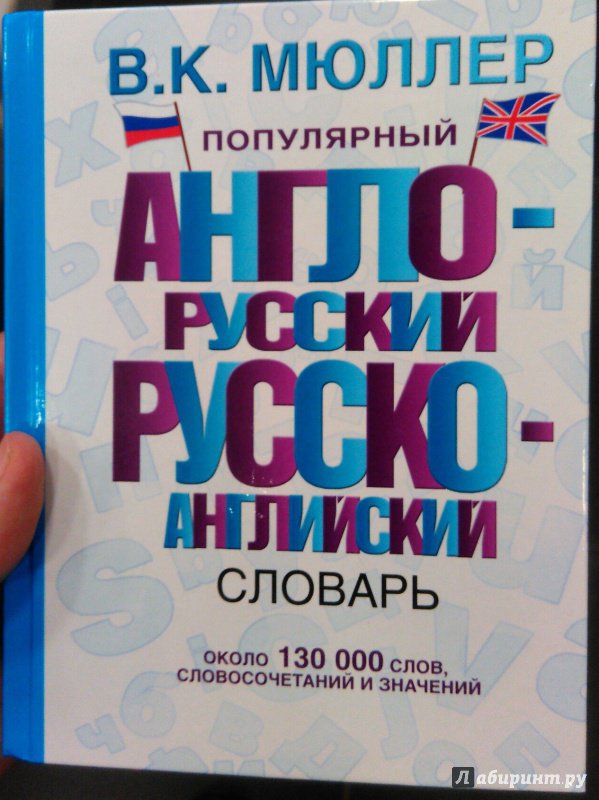 В.К. МЮЛЛЕР
ПОПУЛЯРНЫЙ
АНГЛО-
РУССКИЙ
РУССКО-
АНГЛИЙСКИЙ
СЛОВАРЬ
ОКОЛО 130 000 СЛОВ,
СЛОВОСОЧЕТАНИЙ И ЗНАЧЕНИЙ
Лабиринт.ру